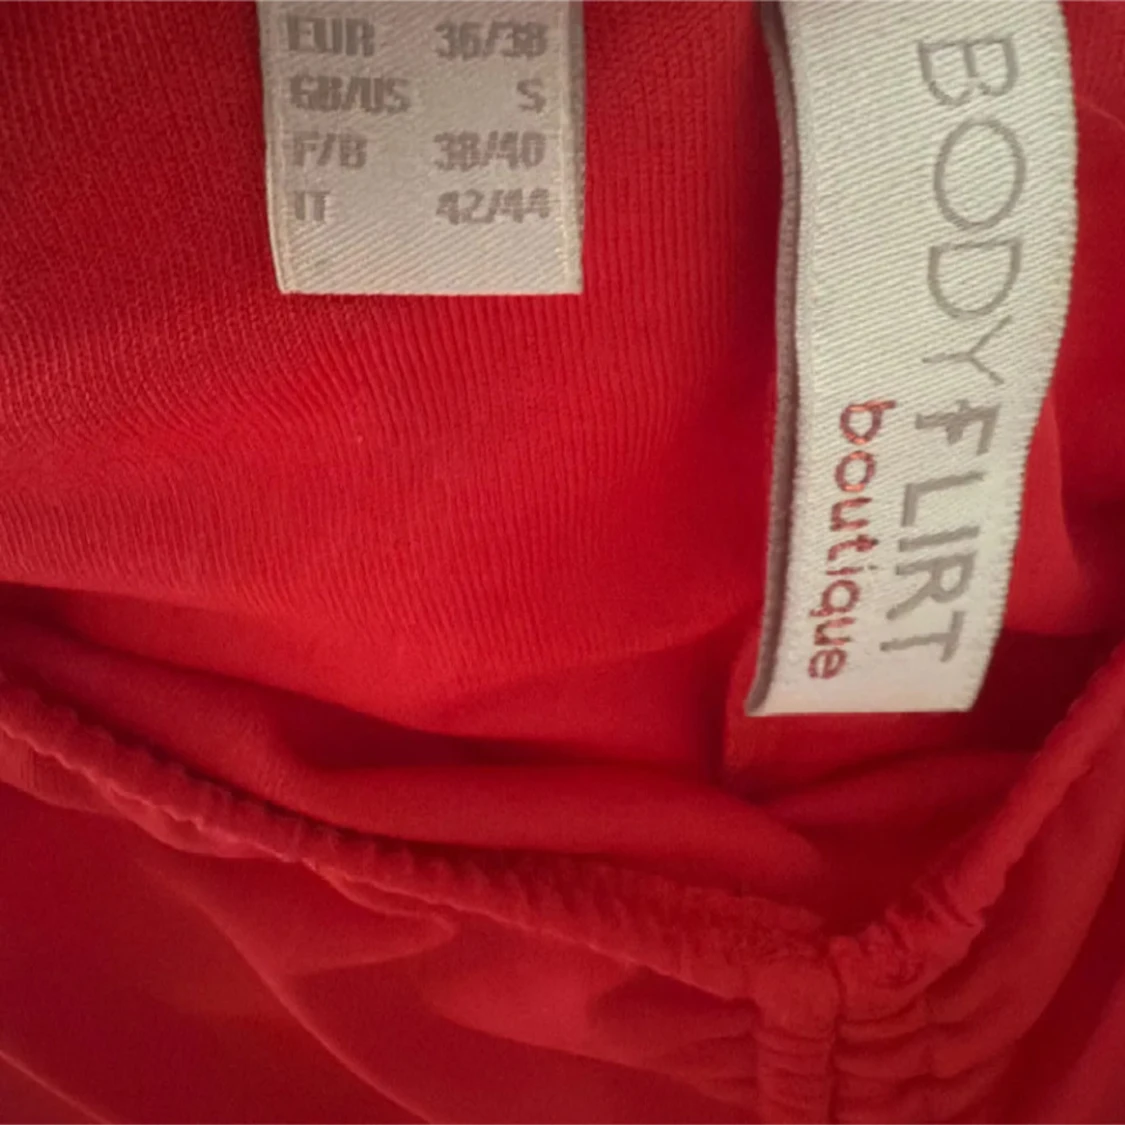 EUR 36/38
GB/US S
F/B 38/40
IT 42/44
BODYFLIRT
boutique